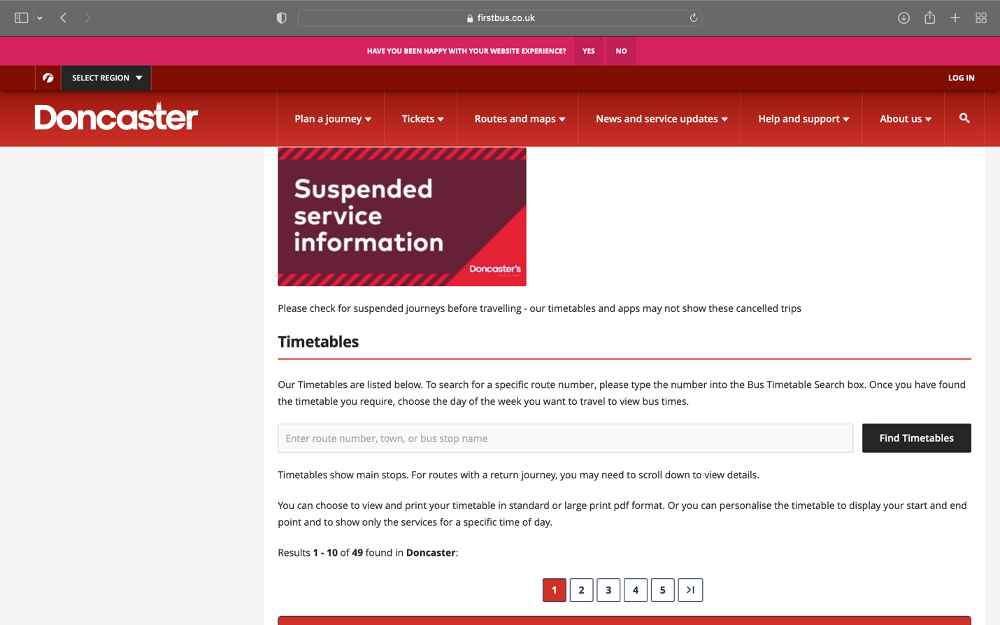 firstbus.co.uk
HAVE YOU BEEN HAPPY WITH YOUR WEBSITE EXPERIENCE? YES NO
SELECT REGION LOG IN
Doncaster Plan a journey Tickets Routes and maps News and service updates Help and support About us
Suspended
service
information
Doncaster's
Please check for suspended journeys before travelling - our timetables and apps may not show these cancelled trips
Timetables
Our Timetables are listed below. To search for a specific route number, please type the number into the Bus Timetable Search box. Once you have found
the timetable you require, choose the day of the week you want to travel to view bus times.
Enter route number, town, or bus stop name Find Timetables
Timetables show main stops. For routes with a return journey, you may need to scroll down to view details.
You can choose to view and print your timetable in standard or large print pdf format. Or you can personalise the timetable to display your start and end
point and to show only the services for a specific time of day.
Results 1 - 10 of 49 found in Doncaster:
1 2 3 4 5 >I